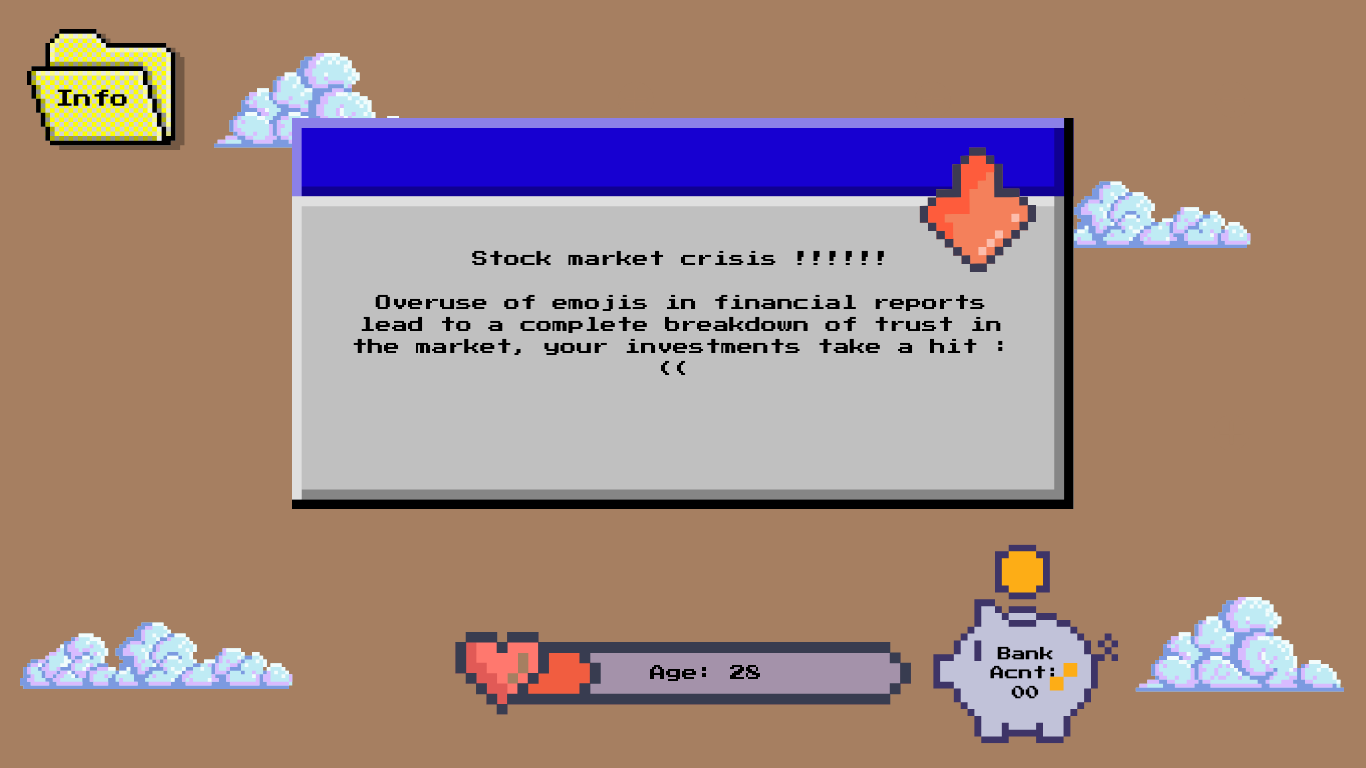 Info
Stock market crisis !!!!!!
Overuse of emojis in financial reports
lead to a complete breakdown of trust in
the market, your investments take a hit :
((
Age: 28
Bank
Acnt:
00